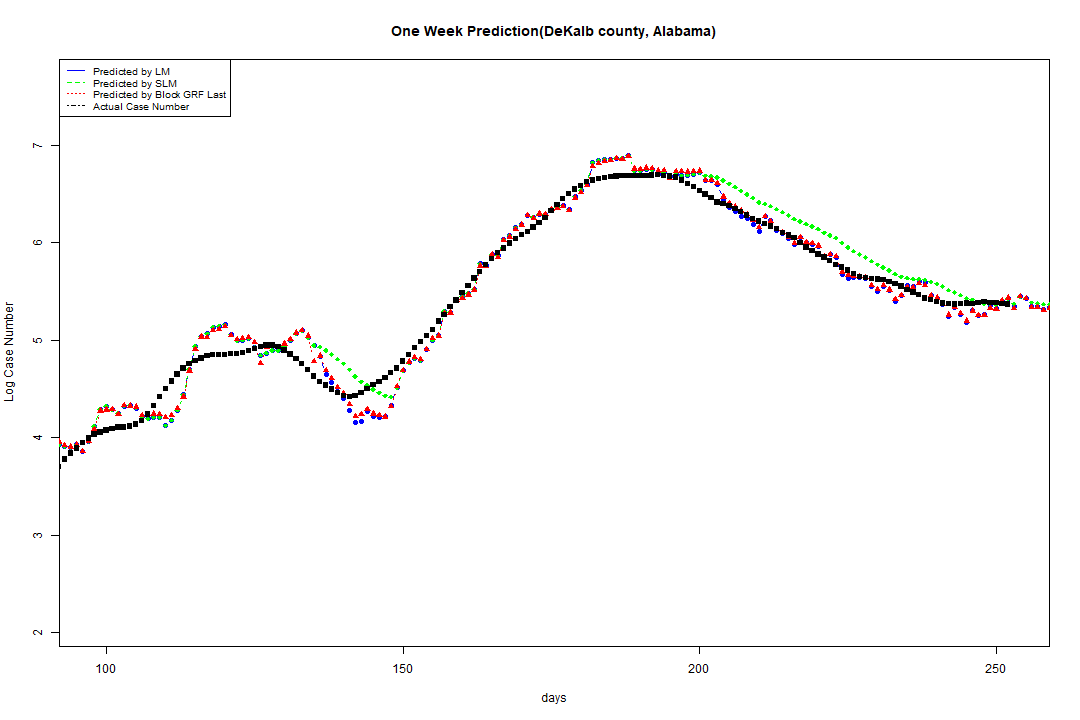 One Week Prediction(DeKalb county, Alabama)
Predicted by LM
Predicted by SLM
Predicted by Block GRF Last
Actual Case Number
7
6
5
4
3
2
Log Case Number
100 150 200 250
days